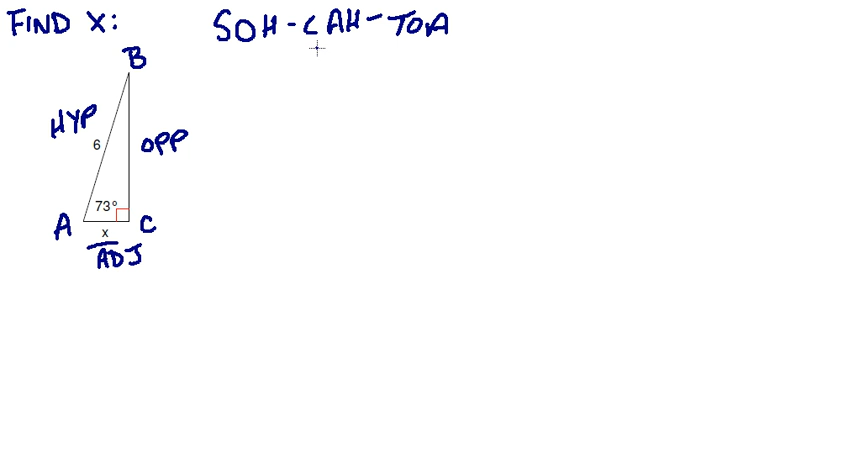 FIND X: SOH-CAH-TOA
B
HYP
6
OPP
73°
A
C
x
ADJ